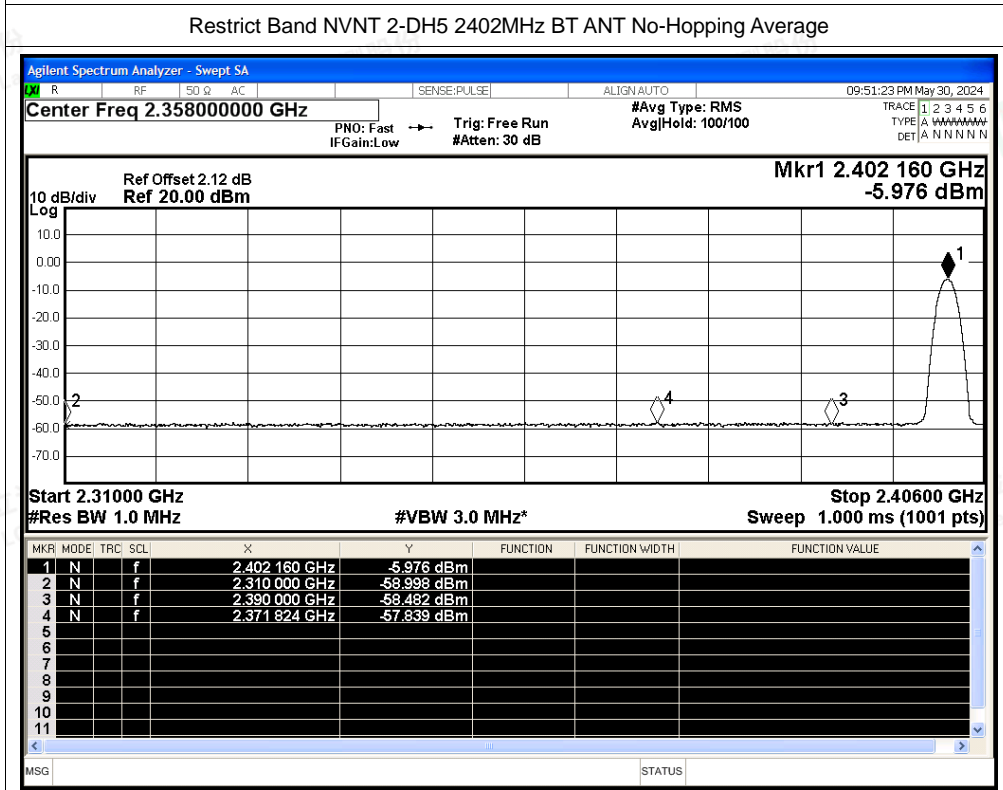 Restrict Band NVNT 2-DH5 2402MHz BT ANT No-Hopping Average
Agilent Spectrum Analyzer - Swept SA
LXI R RF 50 Ω AC SENSE:PULSE ALIGN AUTO 09:51:23 PM May 30, 2024
Center Freq 2.358000000 GHz
PNO: Fast
IFGain:Low
Trig: Free Run
#Atten: 30 dB
#Avg Type: RMS
Avg|Hold: 100/100
TRACE 1 2 3 4 5 6
TYPE A WWWWW
DET A N N N N N
Mkr1 2.402 160 GHz
-5.976 dBm
Ref Offset 2.12 dB
10 dB/div Ref 20.00 dBm
Log
10.0
0.00
-10.0
-20.0
-30.0
-40.0
-50.0
-60.0
-70.0
1
2
4
3
Start 2.31000 GHz Stop 2.40600 GHz
#Res BW 1.0 MHz #VBW 3.0 MHz* Sweep 1.000 ms (1001 pts)
MKR MODE TRC SCL X Y FUNCTION FUNCTION WIDTH FUNCTION VALUE
1 N f 2.402 160 GHz -5.976 dBm
2 N f 2.310 000 GHz -58.998 dBm
3 N f 2.390 000 GHz -58.482 dBm
4 N f 2.371 824 GHz -57.839 dBm
5
6
7
8
9
10
11
MSG STATUS